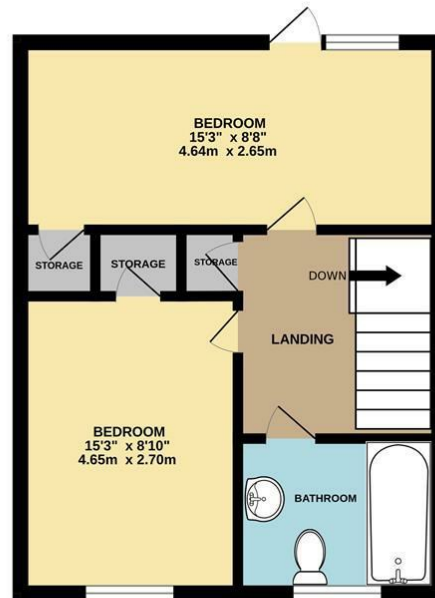 BEDROOM
15'3" x 8'8"
4.64m x 2.65m
STORAGE
STORAGE
STORAGE
DOWN
LANDING
BEDROOM
15'3" x 8'10"
4.65m x 2.70m
BATHROOM